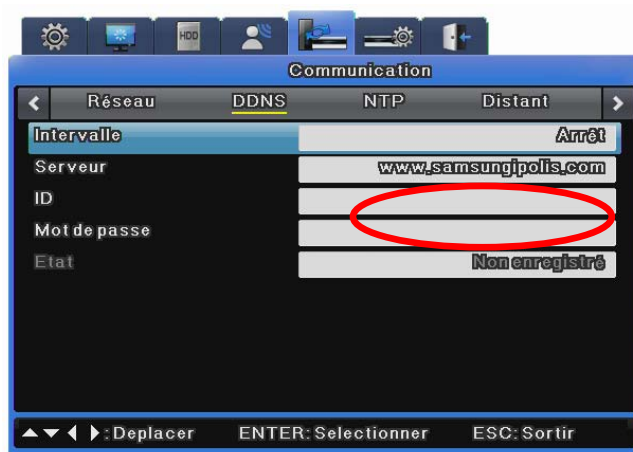 HDD
Communication
Réseau DDNS NTP Distant
Intervalle Arrêt
Serveur www.samsungipolis.com
ID
Mot de passe
Etat Non enregistré
:Deplacer ENTER:Selectionner ESC:Sortir